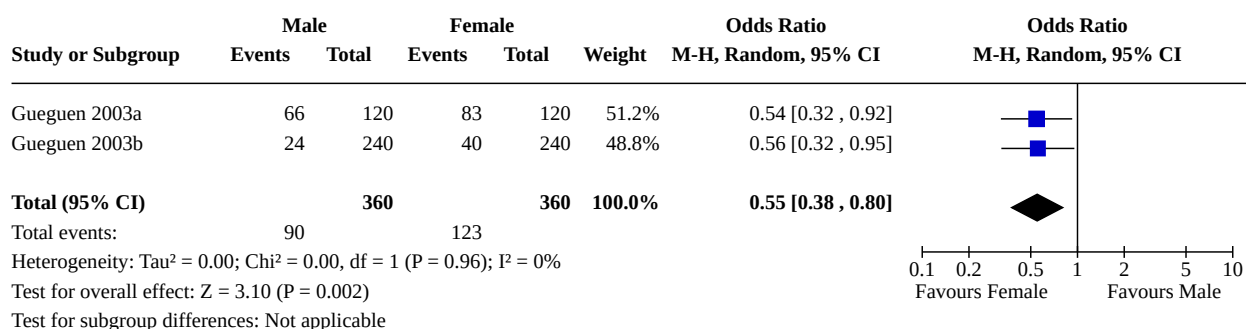 Male Female Odds Ratio Odds Ratio
Study or Subgroup Events Total Events Total Weight M-H, Random, 95% CI M-H, Random, 95% CI
Gueguen 2003a 66 120 83 120 51.2% 0.54 [0.32 , 0.92]
Gueguen 2003b 24 240 40 240 48.8% 0.56 [0.32 , 0.95]
Total (95% CI) 360 360 100.0% 0.55 [0.38 , 0.80]
Total events: 90 123
Heterogeneity: Tau² = 0.00; Chi² = 0.00, df = 1 (P = 0.96); I² = 0%
0.1 0.2 0.5 1 2 5 10
Test for overall effect: Z = 3.10 (P = 0.002) Favours Female Favours Male
Test for subgroup differences: Not applicable